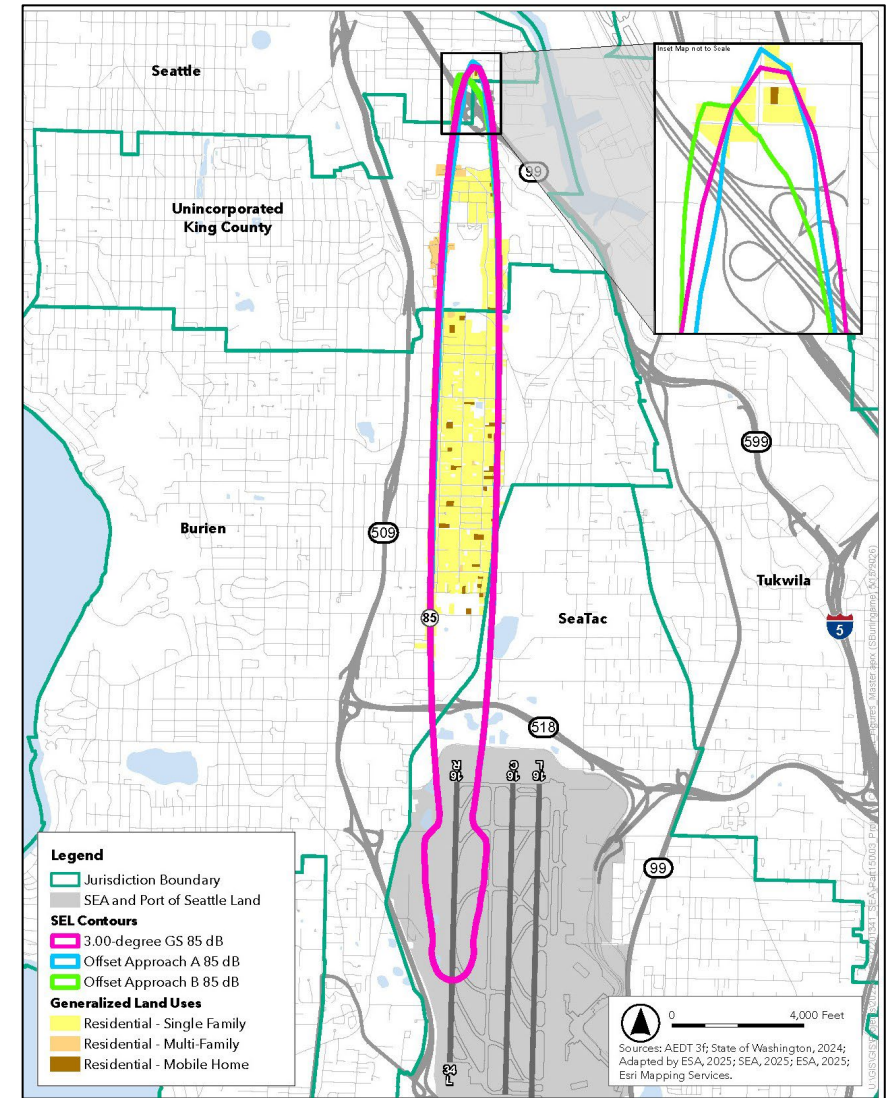 Inset Map not to Scale
Seattle
99
Unincorporated
King County
599
509
Burien
Tukwila
85
SeaTac
5
518
16
R
16
C
16
L
99
34
L
Legend
Jurisdiction Boundary
SEA and Port of Seattle Land
SEL Contours
3.00-degree GS 85 dB
Offset Approach A 85 dB
Offset Approach B 85 dB
Generalized Land Uses
Residential - Single Family
Residential - Multi-Family
Residential - Mobile Home
0 4,000 Feet
Sources: AEDT 3f; State of Washington, 2024;
Adapted by ESA, 2025; SEA, 2025; ESA, 2025;
Esri Mapping Services.